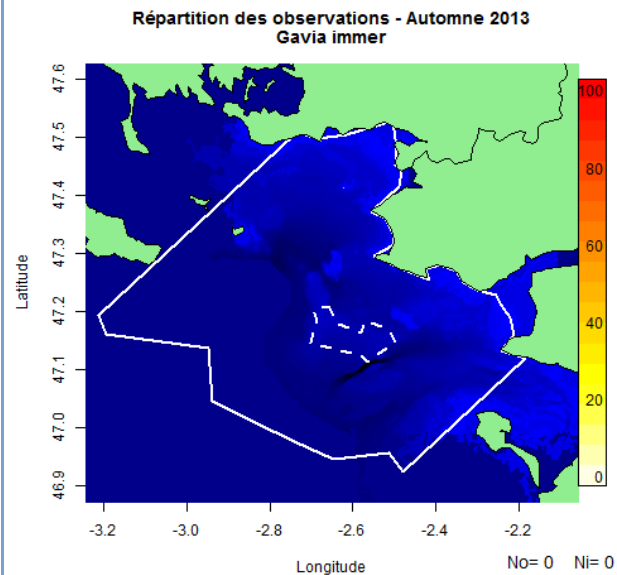 Répartition des observations - Automne 2013
Gavia immer
47.6
47.5
47.4
47.3
47.2
47.1
47.0
46.9
Latitude
100
80
60
40
20
0
-3.2 -3.0 -2.8 -2.6 -2.4 -2.2
Longitude
No= 0 Ni= 0